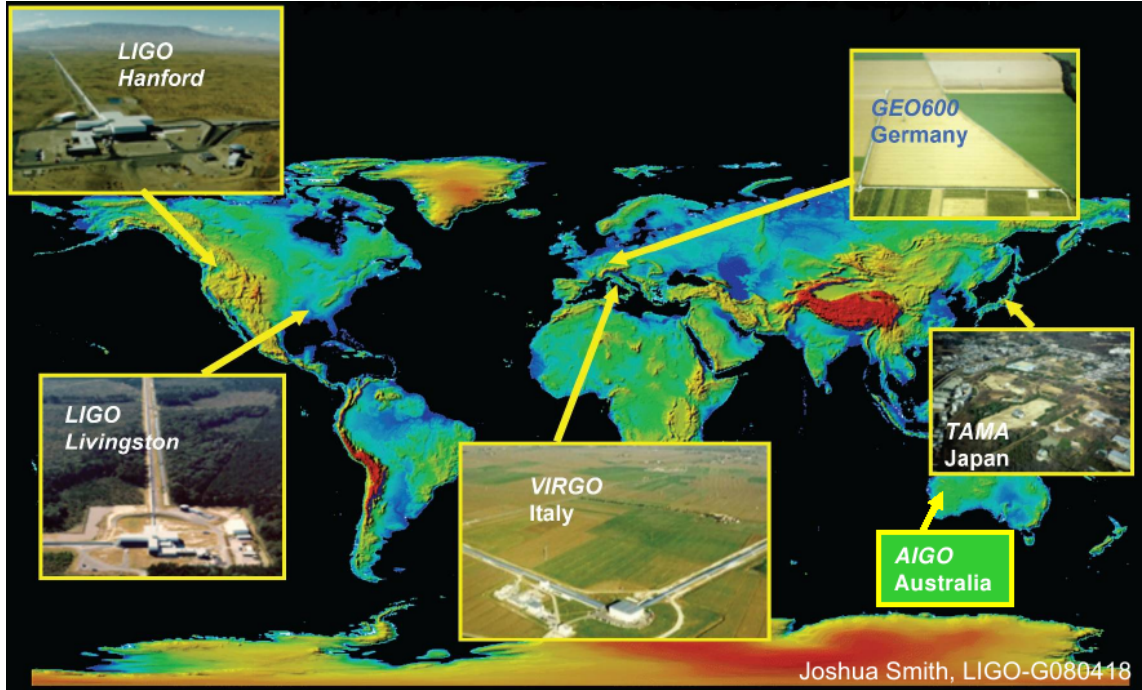 LIGO
Hanford
GEO600
Germany
LIGO
Livingston
VIRGO
Italy
TAMA
Japan
AIGO
Australia
Joshua Smith, LIGO-G080418